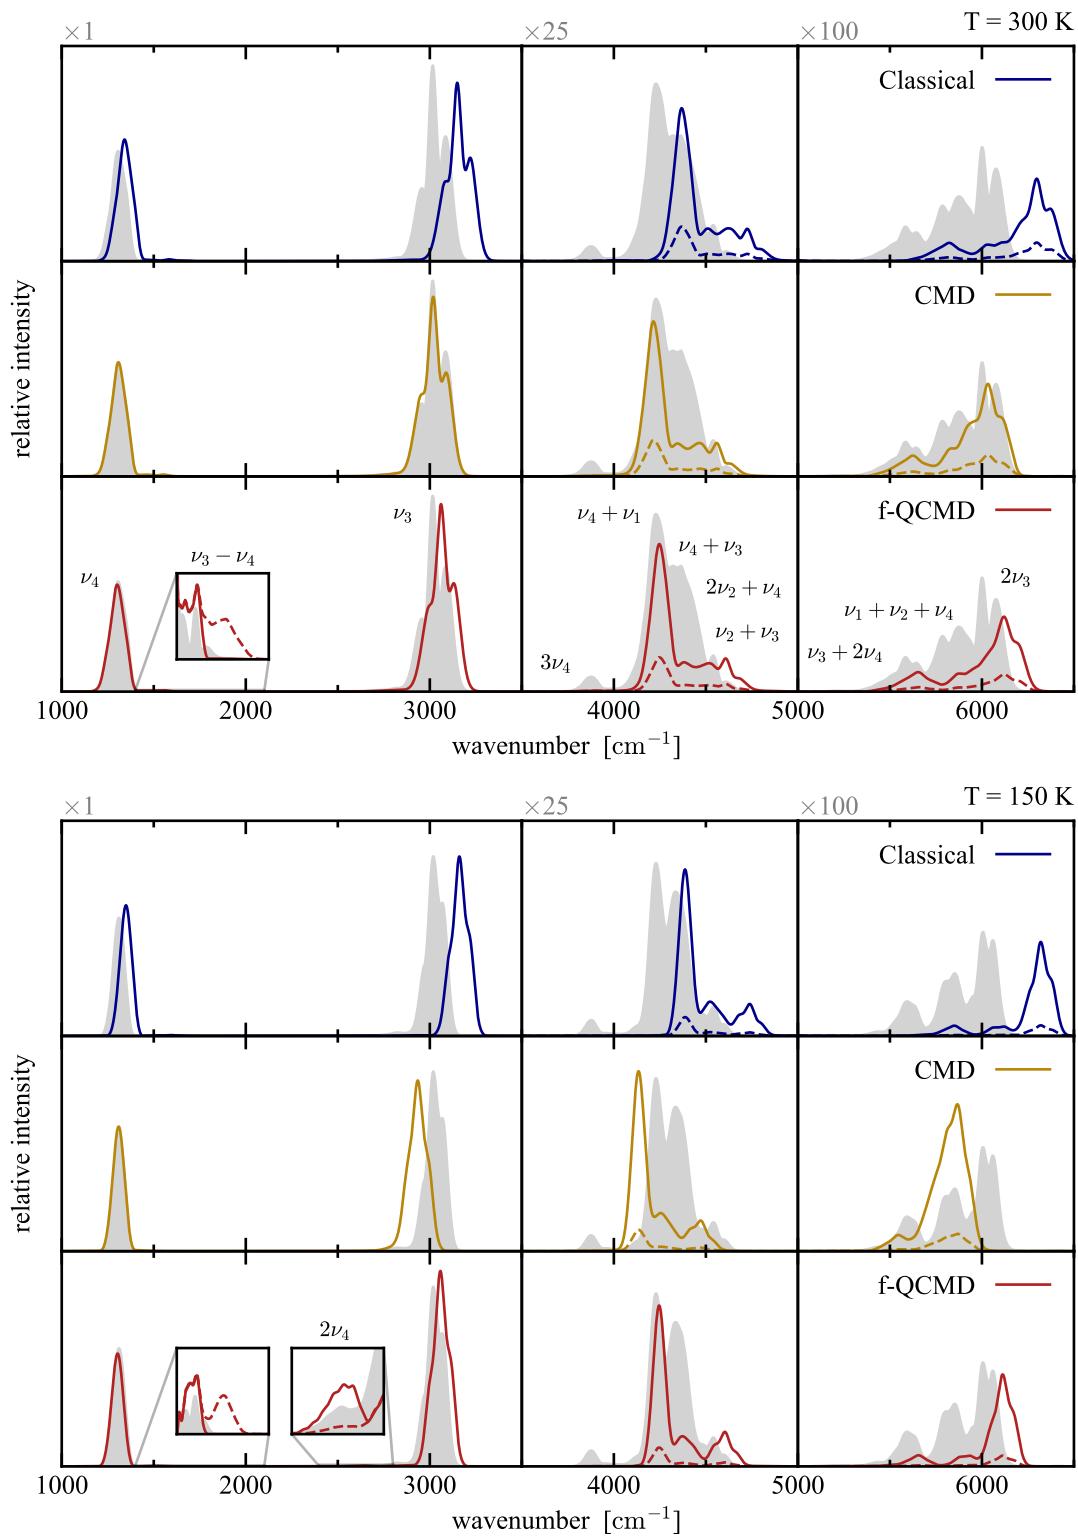 ×1 ×25 ×100 T = 300 K
Classical
CMD
f-QCMD
relative intensity
ν₄
ν₃ − ν₄
ν₃
ν₄ + ν₁
ν₄ + ν₃
2ν₂ + ν₄
ν₂ + ν₃
3ν₄
2ν₃
ν₁ + ν₂ + ν₄
ν₃ + 2ν₄
1000 2000 3000 4000 5000 6000
wavenumber [cm⁻¹]
×1 ×25 ×100 T = 150 K
Classical
CMD
f-QCMD
relative intensity
2ν₄
1000 2000 3000 4000 5000 6000
wavenumber [cm⁻¹]